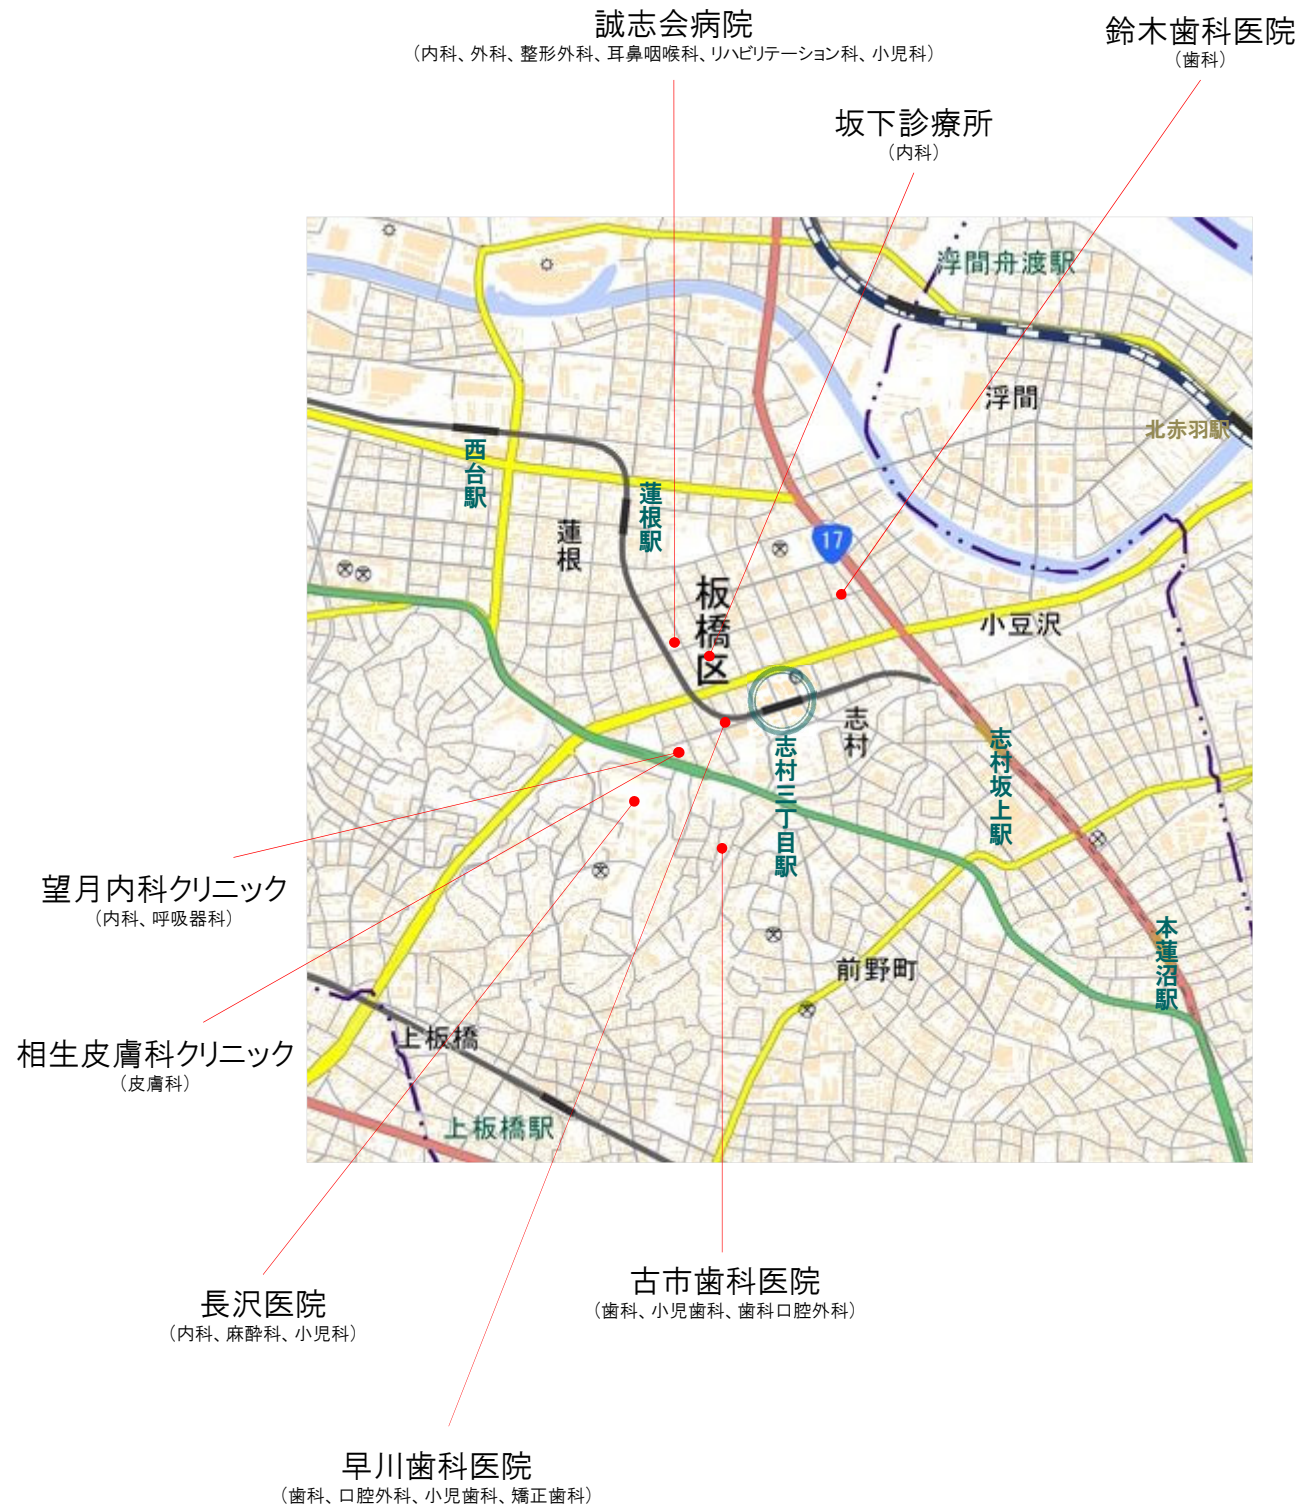 誠志会病院
（内科、外科、整形外科、耳鼻咽喉科、リハビリテーション科、小児科）
鈴木歯科医院
（歯科）
坂下診療所
（内科）
浮間舟渡駅
浮間
北赤羽駅
西台駅
蓮根駅
蓮根
17
板橋区
小豆沢
志村
志村三丁目駅
志村坂上駅
望月内科クリニック
（内科、呼吸器科）
本蓮沼駅
前野町
相生皮膚科クリニック
（皮膚科）
上板橋
上板橋駅
長沢医院
（内科、麻酔科、小児科）
古市歯科医院
（歯科、小児歯科、歯科口腔外科）
早川歯科医院
（歯科、口腔外科、小児歯科、矯正歯科）